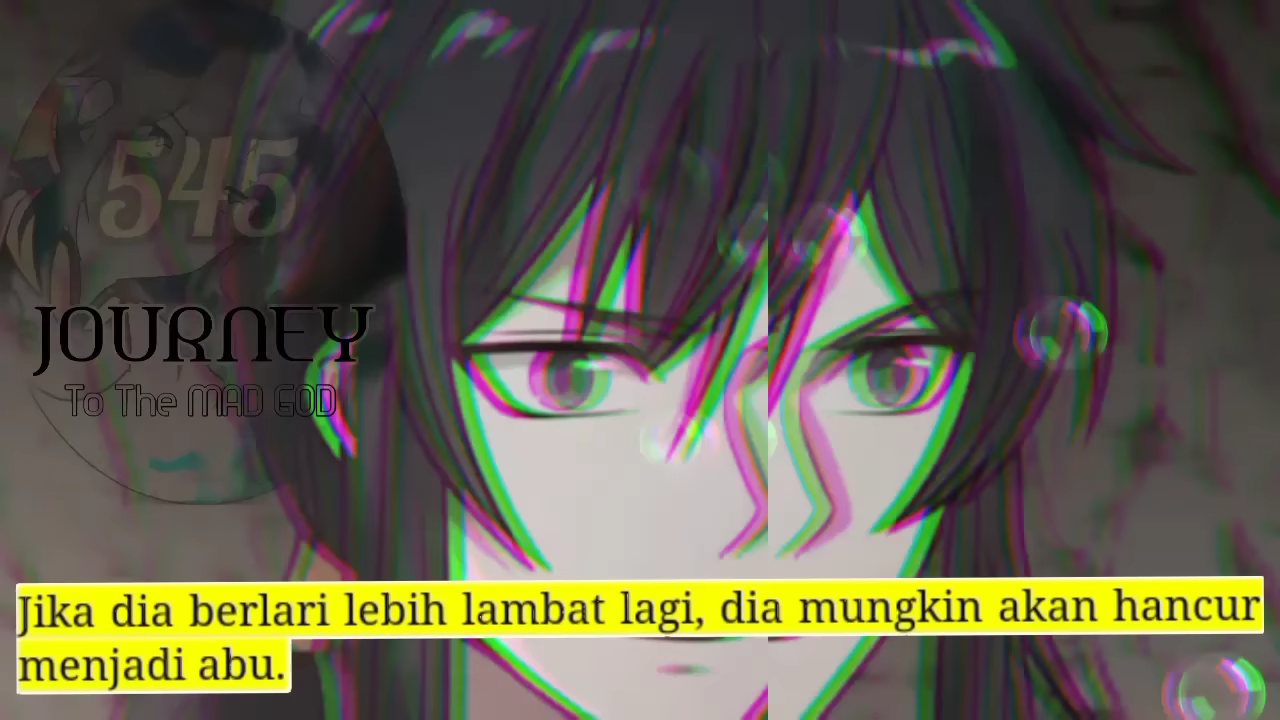 545
JOURNEY
To The MAD GOD
Jika dia berlari lebih lambat lagi, dia mungkin akan hancur
menjadi abu.